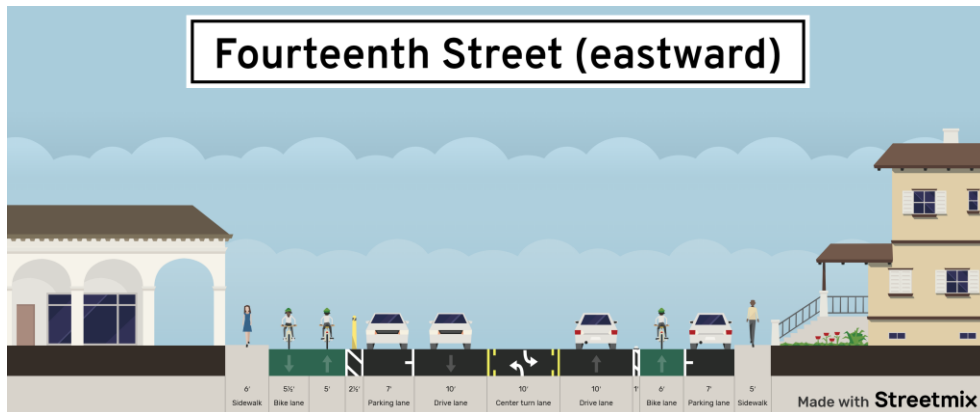 Fourteenth Street (eastward)
6' 5½' 5' 2½' 7' 10' 10' 10' 1' 6' 7' 5'
Sidewalk Bike lane Parking lane Drive lane Center turn lane Drive lane Bike lane Parking lane Sidewalk
Made with Streetmix